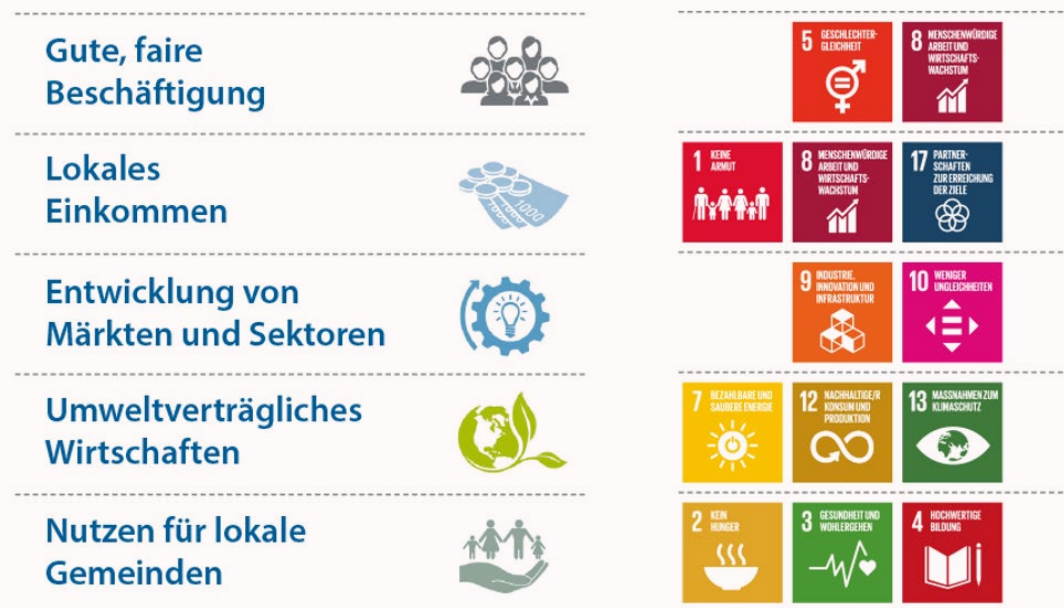 Gute, faire
Beschäftigung
5 GESCHLECHTER-
GLEICHHEIT
8 MENSCHENWÜRDIGE
ARBEIT UND
WIRTSCHAFTS-
WACHSTUM
Lokales
Einkommen
1000
1000
1000
1 KEINE
ARMUT
8 MENSCHENWÜRDIGE
ARBEIT UND
WIRTSCHAFTS-
WACHSTUM
17 PARTNER-
SCHAFTEN
ZUR ERREICHUNG
DER ZIELE
Entwicklung von
Märkten und Sektoren
9 INDUSTRIE,
INNOVATION UND
INFRASTRUKTUR
10 WENIGER
UNGLEICHHEITEN
Umweltverträgliches
Wirtschaften
7 BEZAHLBARE UND
SAUBERE ENERGIE
12 NACHHALTIGE/R
KONSUM UND
PRODUKTION
13 MASSNAHMEN ZUM
KLIMASCHUTZ
Nutzen für lokale
Gemeinden
2 KEIN
HUNGER
3 GESUNDHEIT UND
WOHLERGEHEN
4 HOCHWERTIGE
BILDUNG